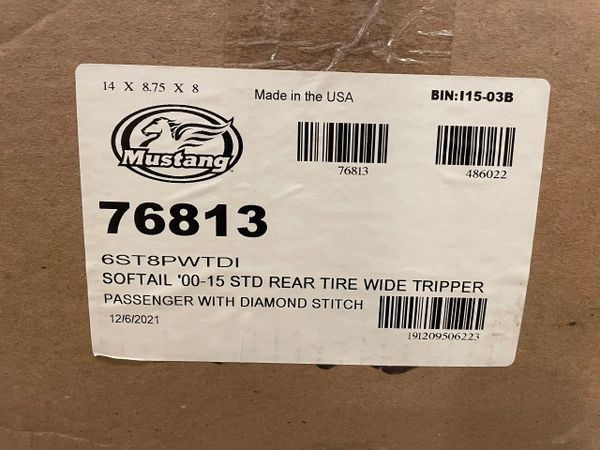 14 X 8.75 X 8
Made in the USA
BIN:I15-03B
Mustang
76813
486022
76813
6ST8PWTDI
SOFTAIL '00-15 STD REAR TIRE WIDE TRIPPER
PASSENGER WITH DIAMOND STITCH
12/6/2021
191209506223